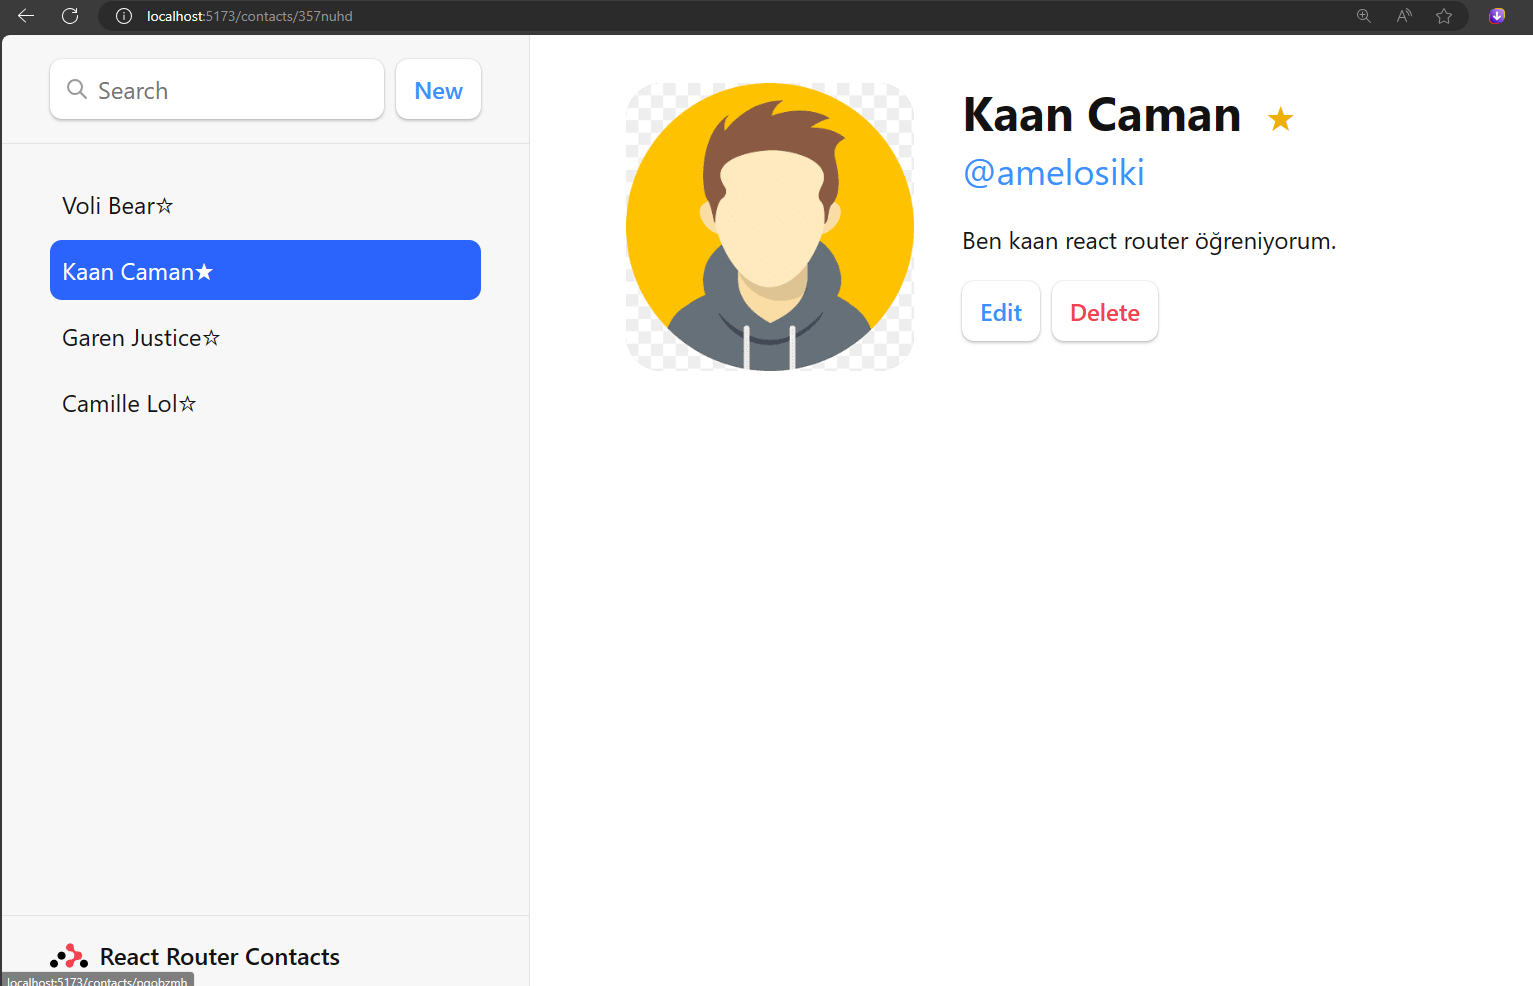 localhost:5173/contacts/357nuhd
Search
New
Voli Bear☆
Kaan Caman★
Garen Justice☆
Camille Lol☆
Kaan Caman ★
@amelosiki
Ben kaan react router öğreniyorum.
Edit
Delete
React Router Contacts
localhost:5173/contacts/pqobzmh